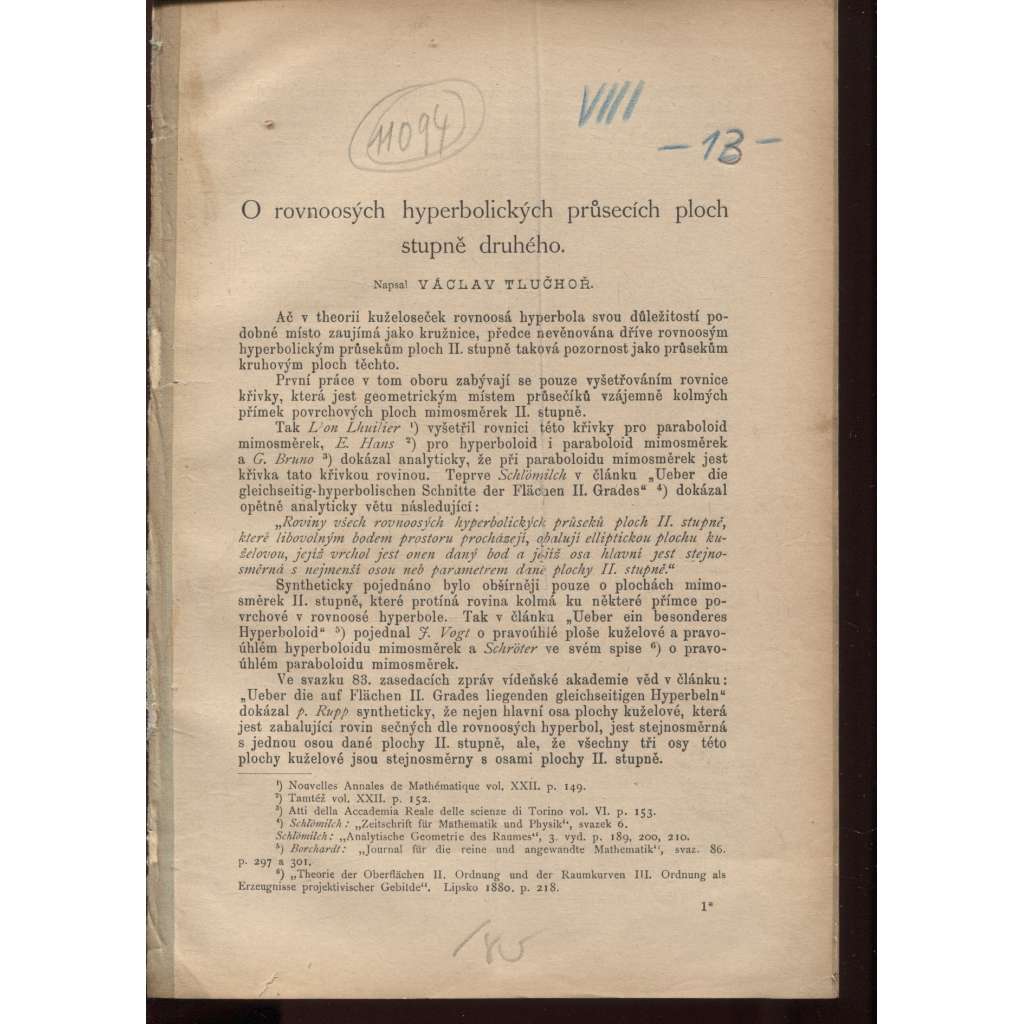 11094
VIII
– 13 –
O rovnoosých hyperbolických průsecích ploch
stupně druhého.
Napsal VÁCLAV TLUČHOŘ.
Ač v theorii kuželoseček rovnoosá hyperbola svou důležitostí po-
dobné místo zaujímá jako kružnice, předce nevěnována dříve rovnoosým
hyperbolickým průsekům ploch II. stupně taková pozornost jako průsekům
kruhovým ploch těchto.
První práce v tom oboru zabývají se pouze vyšetřováním rovnice
křivky, která jest geometrickým místem průsečíků vzájemně kolmých
přímek povrchových ploch mimosměrek II. stupně.
Tak Lhuilier ¹) vyšetřil rovnici této křivky pro paraboloid
mimosměrek, E. Hans ²) pro hyperboloid i paraboloid mimosměrek
a G. Bruno ³) dokázal analyticky, že při paraboloidu mimosměrek jest
křivka tato křivkou rovinou. Teprve Schlömilch v článku „Ueber die
gleichseitig-hyperbolischen Schnitte der Flächen II. Grades“ ⁴) dokázal
opětně analyticky větu následující:
„Roviny všech rovnoosých hyperbolických průseků ploch II. stupně,
které libovolným bodem prostoru procházejí, obalují elliptickou plochu ku-
želovou, jejíž vrchol jest onen daný bod a jejíž osa hlavní jest stejno-
směrná s nejmenší osou neb parametrem dané plochy II. stupně.“
Syntheticky pojednáno bylo obšírněji pouze o plochách mimo-
směrek II. stupně, které protíná rovina kolmá ku některé přímce po-
vrchové v rovnoosé hyperbole. Tak v článku „Ueber ein besonderes
Hyperboloid“ ⁵) pojednal J. Vogt o pravoúhlé ploše kuželové a pravo-
úhlém hyperboloidu mimosměrek a Schröter ve svém spise ⁶) o pravo-
úhlém paraboloidu mimosměrek.
Ve svazku 83. zasedacích zpráv vídeňské akademie věd v článku:
„Ueber die auf Flächen II. Grades liegenden gleichseitigen Hyperbeln“
dokázal p. Rupp syntheticky, že nejen hlavní osa plochy kuželové, která
jest zahalující rovin sečných dle rovnoosých hyperbol, jest stejnosměrná
s jednou osou dané plochy II. stupně, ale, že všechny tři osy této
plochy kuželové jsou stejnosměrny s osami plochy II. stupně.
¹) Nouvelles Annales de Mathématique vol. XXII. p. 149.
²) Tamtéž vol. XXII. p. 152.
³) Atti della Accademia Reale delle scienze di Torino vol. VI. p. 153.
⁴) Schlömilch: „Zeitschrift für Mathematik und Physik“, svazek 6.
Schlömilch: „Analytische Geometrie des Raumes“, 3. vyd. p. 189, 200, 210.
⁵) Borchardt: „Journal für die reine und angewandte Mathematik“, svaz. 86.
p. 297 a 301.
⁶) „Theorie der Oberflächen II. Ordnung und der Raumkurven III. Ordnung als
Erzeugnisse projektivischer Gebilde“. Lipsko 1880. p. 218.
1*